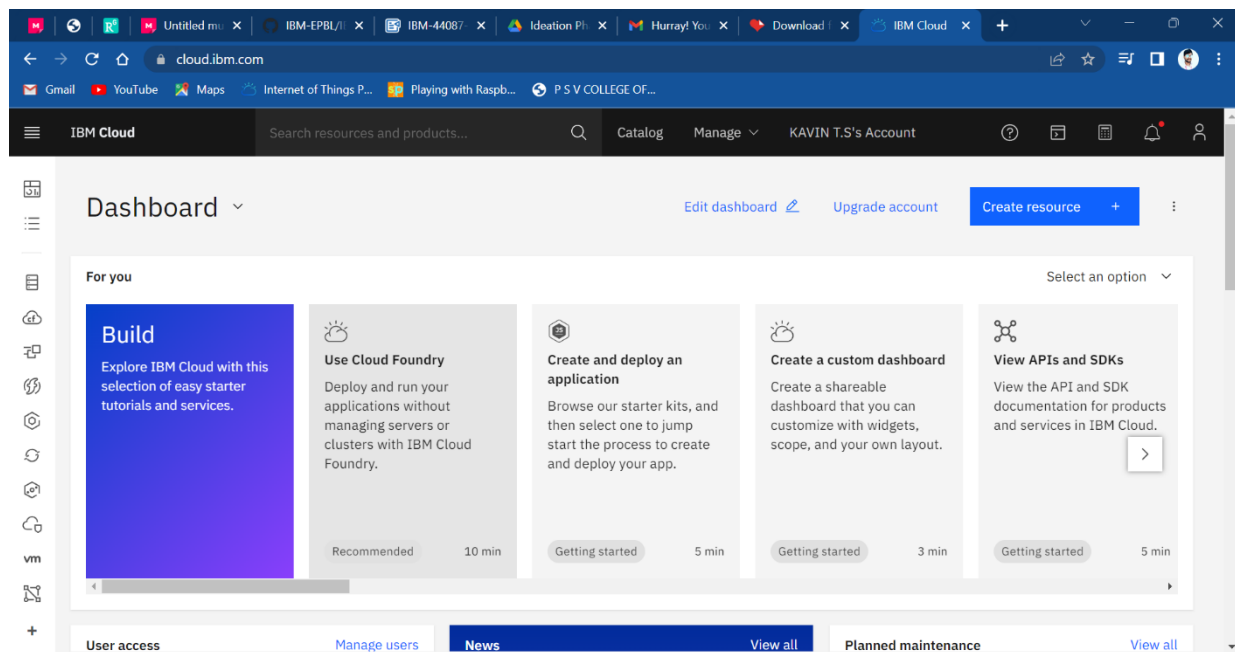 Untitled mu
IBM-EPBL/I
IBM-44087-
Ideation Ph
Hurray! You
Download f
IBM Cloud
cloud.ibm.com
Gmail
YouTube
Maps
Internet of Things P...
Playing with Raspb...
P S V COLLEGE OF...
IBM Cloud
Search resources and products...
Catalog
Manage
KAVIN T.S's Account
Dashboard
Edit dashboard
Upgrade account
Create resource +
For you
Select an option
Build
Explore IBM Cloud with this
selection of easy starter
tutorials and services.
Use Cloud Foundry
Deploy and run your
applications without
managing servers or
clusters with IBM Cloud
Foundry.
Recommended
10 min
Create and deploy an
application
Browse our starter kits, and
then select one to jump
start the process to create
and deploy your app.
Getting started
5 min
Create a custom dashboard
Create a shareable
dashboard that you can
customize with widgets,
scope, and your own layout.
Getting started
3 min
View APIs and SDKs
View the API and SDK
documentation for products
and services in IBM Cloud.
Getting started
5 min
vm
User access
Manage users
News
View all
Planned maintenance
View all